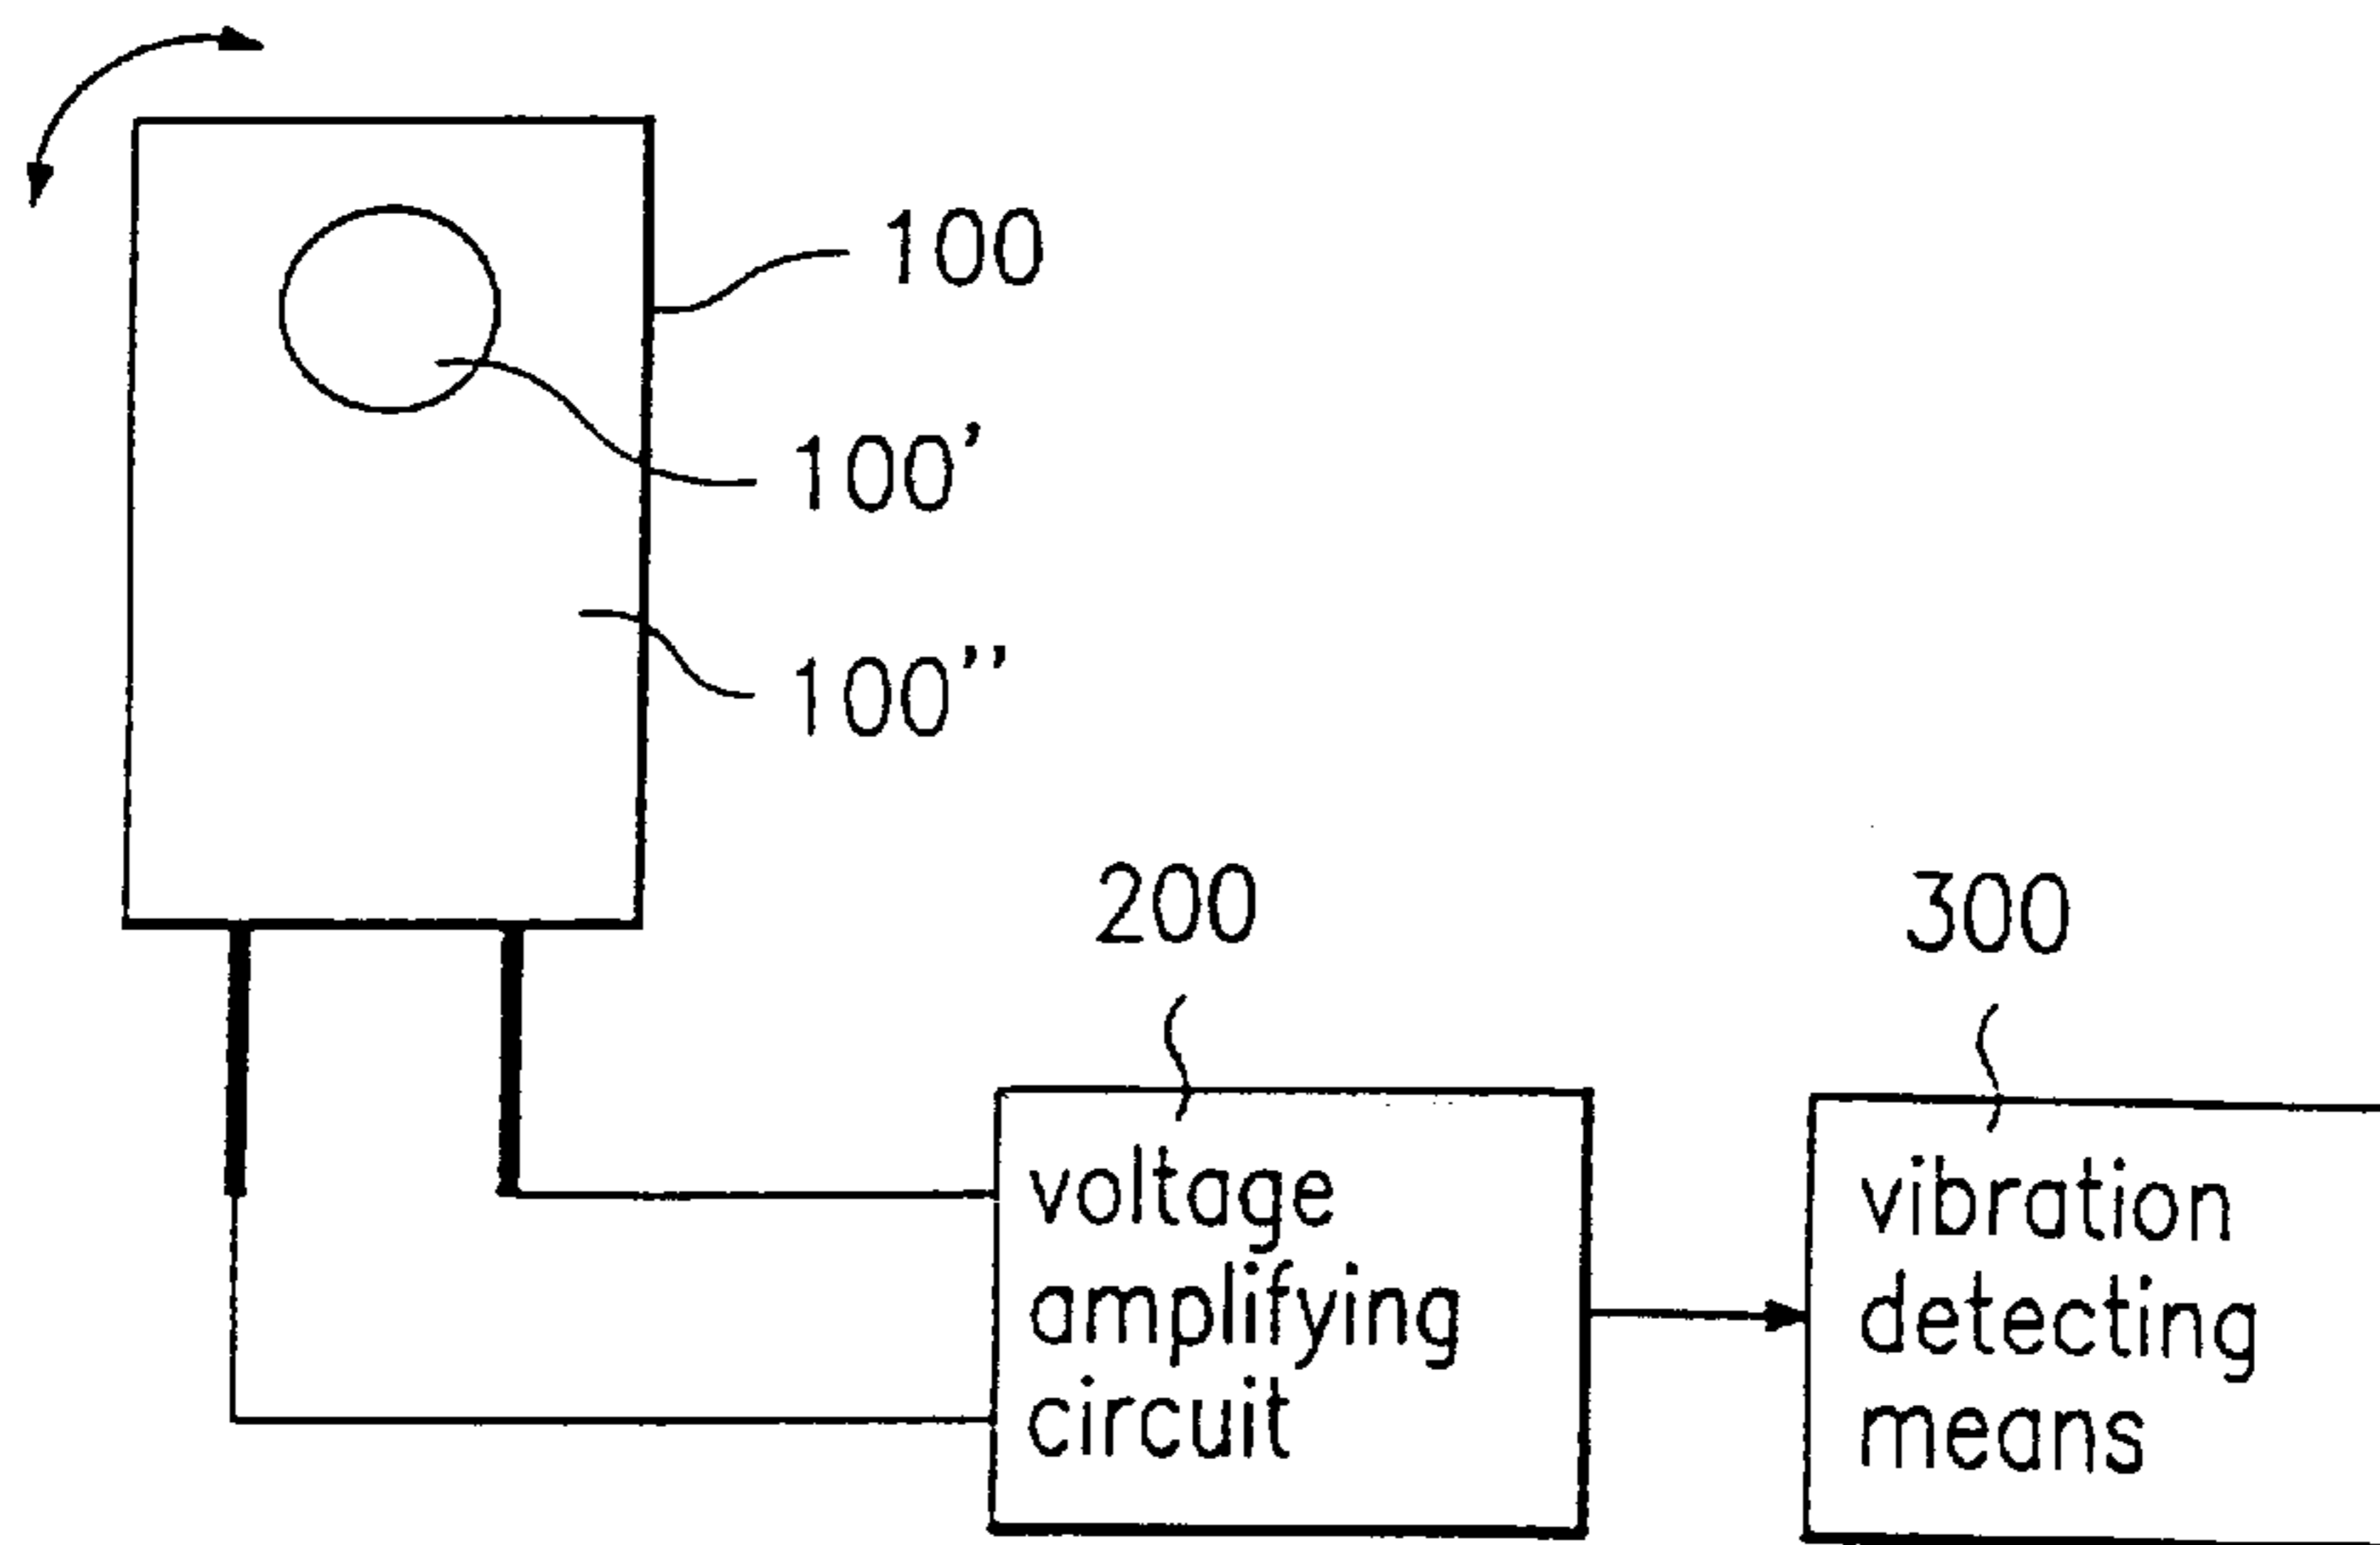 100
100'
100''
200
300
voltage
amplifying
circuit
vibration
detecting
means